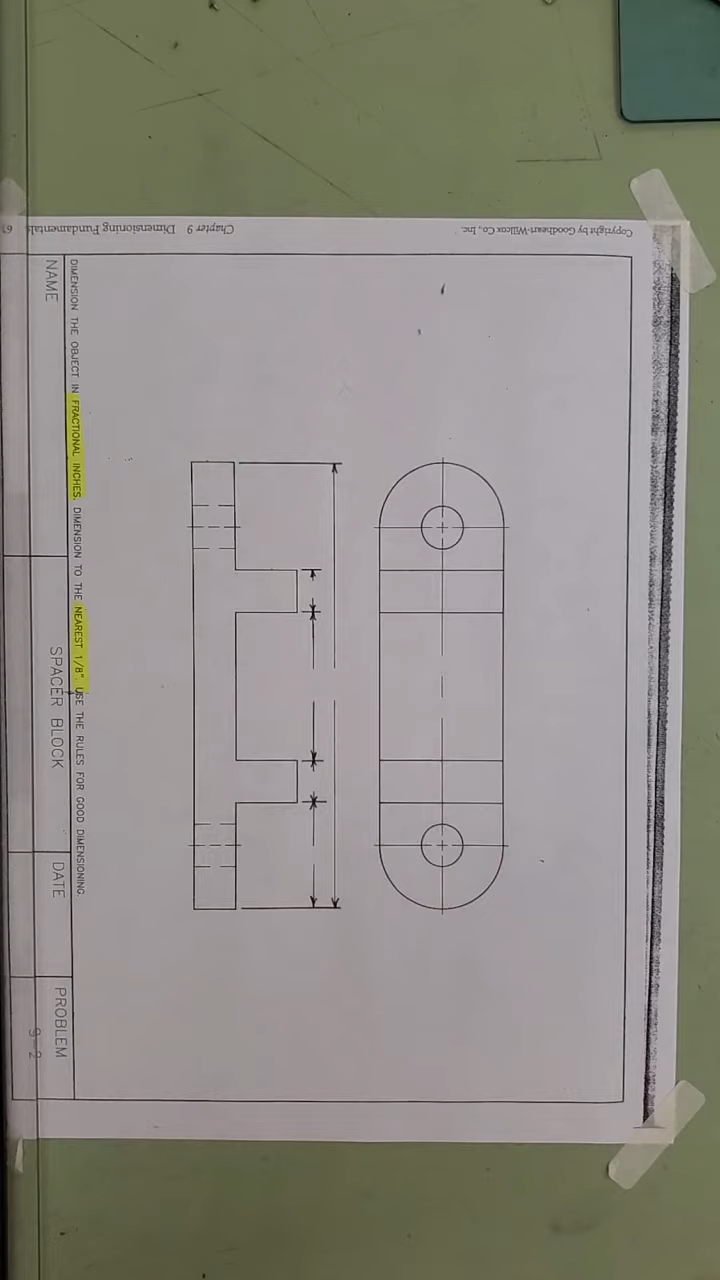 Copyright by Goodheart-Willcox Co., Inc.
Chapter 9 Dimensioning Fundamentals
DIMENSION THE OBJECT IN FRACTIONAL INCHES. DIMENSION TO THE NEAREST 1/8". USE THE RULES FOR GOOD DIMENSIONING.
NAME
SPACER BLOCK
DATE
PROBLEM
9-2